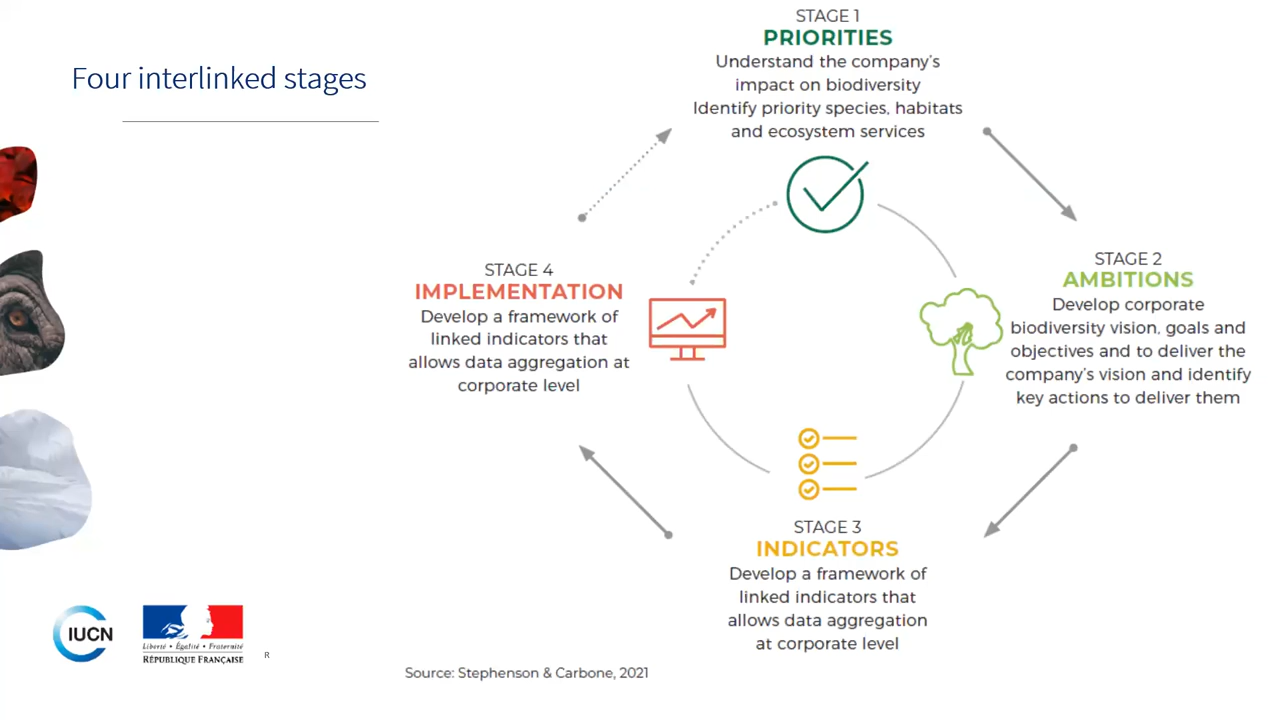 Four interlinked stages
STAGE 1
PRIORITIES
Understand the company's
impact on biodiversity
Identify priority species, habitats
and ecosystem services
STAGE 2
AMBITIONS
Develop corporate
biodiversity vision, goals and
objectives and to deliver the
company's vision and identify
key actions to deliver them
STAGE 3
INDICATORS
Develop a framework of
linked indicators that
allows data aggregation
at corporate level
STAGE 4
IMPLEMENTATION
Develop a framework of
linked indicators that
allows data aggregation at
corporate level
IUCN
Liberté • Égalité • Fraternité
RÉPUBLIQUE FRANÇAISE
R
Source: Stephenson & Carbone, 2021